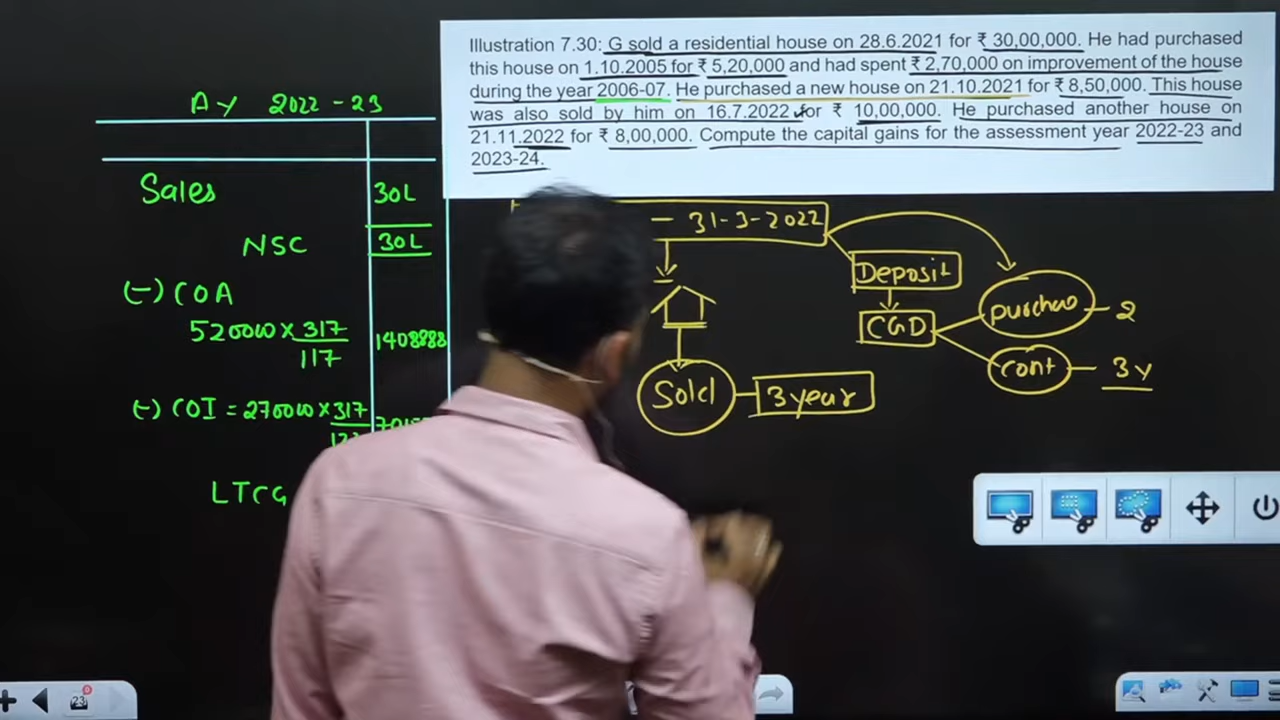 Illustration 7.30: G sold a residential house on 28.6.2021 for ₹ 30,00,000. He had purchased
this house on 1.10.2005 for ₹ 5,20,000 and had spent ₹ 2,70,000 on improvement of the house
during the year 2006-07. He purchased a new house on 21.10.2021 for ₹ 8,50,000. This house
was also sold by him on 16.7.2022 for ₹ 10,00,000. He purchased another house on
21.11.2022 for ₹ 8,00,000. Compute the capital gains for the assessment year 2022-23 and
2023-24.
AY 2022-23
Sales 30L
NSC 30L
(-) COA
520000 × 317/117 1408888
(-) COI = 270000 × 317
LTCG
- 31-3-2022
Deposit
CGD
purchao - 2
cont - 3y
Sold
3 year
23